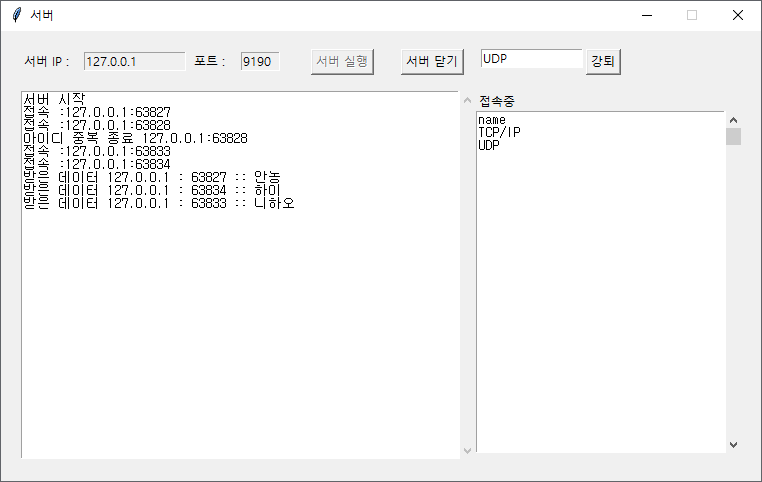 서버
서버 IP : 127.0.0.1 포트 : 9190 서버 실행 서버 닫기 UDP 강퇴
서버 시작
접속 :127.0.0.1:63827
접속 :127.0.0.1:63828
아이디 중복 종료 127.0.0.1:63828
접속 :127.0.0.1:63833
접속 :127.0.0.1:63834
받은 데이터 127.0.0.1 : 63827 :: 안농
받은 데이터 127.0.0.1 : 63834 :: 하이
받은 데이터 127.0.0.1 : 63833 :: 니하오
접속중
name
TCP/IP
UDP